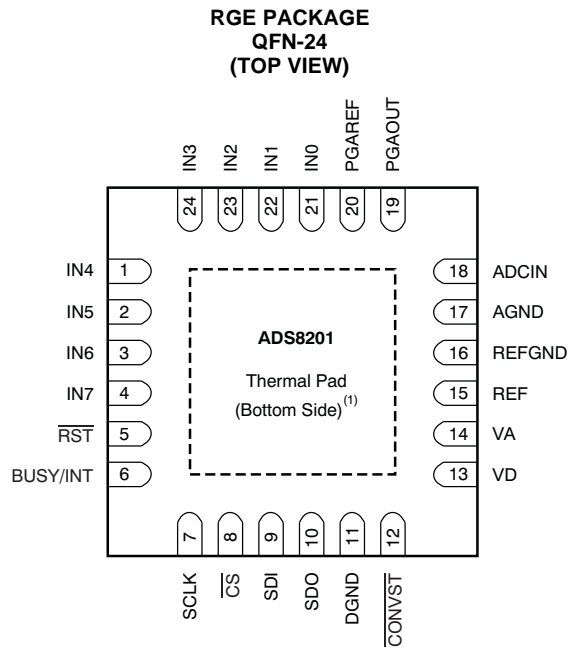 RGE PACKAGE
QFN-24
(TOP VIEW)
IN3
IN2
IN1
IN0
PGAREF
PGAOUT
24
23
22
21
20
19
IN4 1
IN5 2
IN6 3
IN7 4
RST 5
BUSY/INT 6
ADS8201
Thermal Pad
(Bottom Side)(1)
18 ADCIN
17 AGND
16 REFGND
15 REF
14 VA
13 VD
7
8
9
10
11
12
SCLK
CS
SDI
SDO
DGND
CONVST